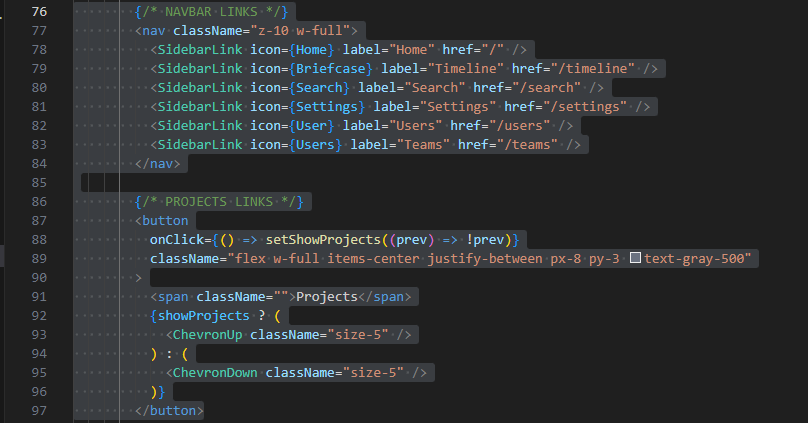 76 {/* NAVBAR LINKS */}
77 <nav className="z-10 w-full">
78 <SidebarLink icon={Home} label="Home" href="/" />
79 <SidebarLink icon={Briefcase} label="Timeline" href="/timeline" />
80 <SidebarLink icon={Search} label="Search" href="/search" />
81 <SidebarLink icon={Settings} label="Settings" href="/settings" />
82 <SidebarLink icon={User} label="Users" href="/users" />
83 <SidebarLink icon={Users} label="Teams" href="/teams" />
84 </nav>
85
86 {/* PROJECTS LINKS */}
87 <button
88 onClick={() => setShowProjects((prev) => !prev)}
89 className="flex w-full items-center justify-between px-8 py-3 text-gray-500"
90 >
91 <span className="">Projects</span>
92 {showProjects ? (
93 <ChevronUp className="size-5" />
94 ) : (
95 <ChevronDown className="size-5" />
96 )}
97 </button>